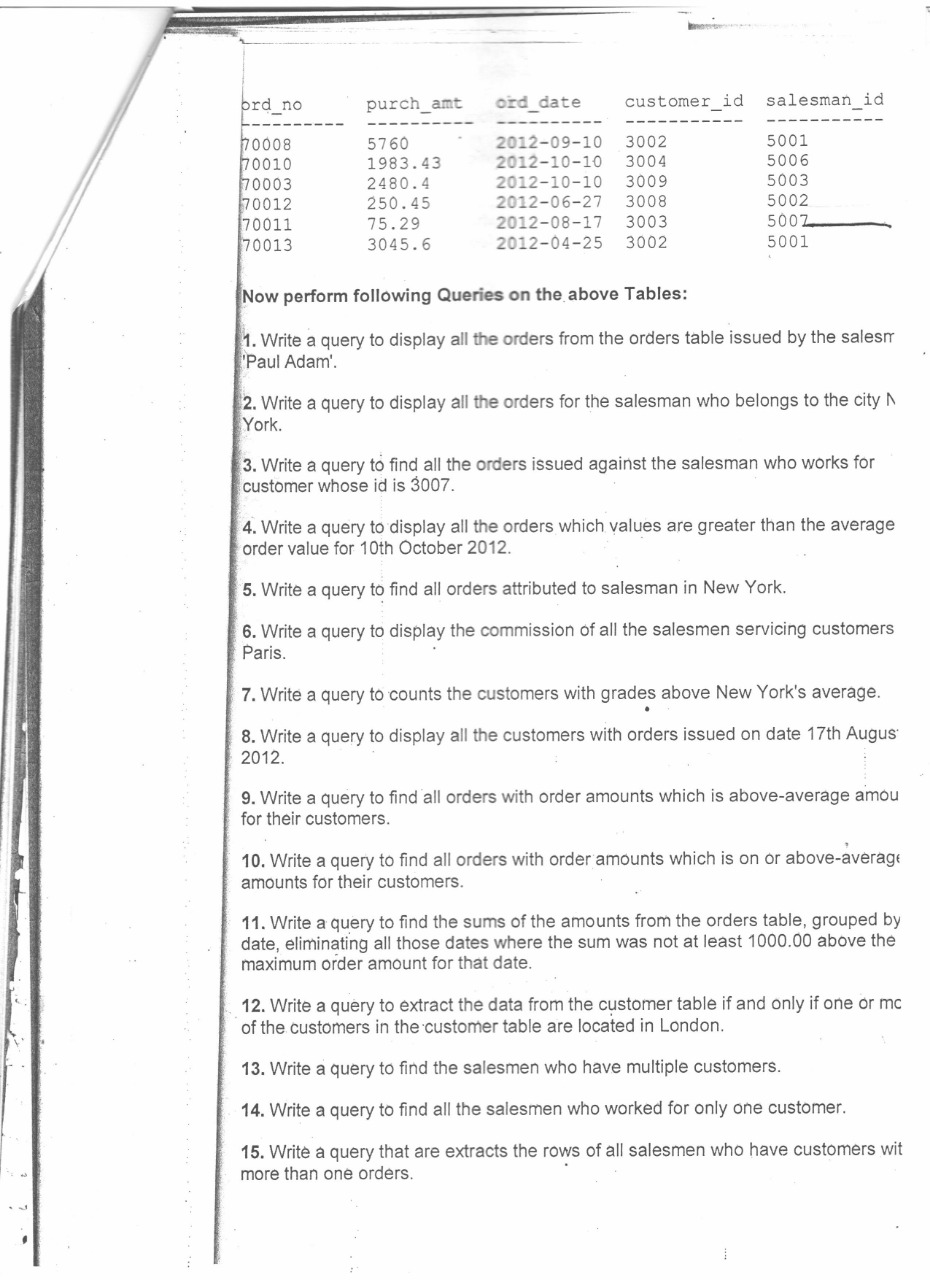 ord_no purch_amt ord_date customer_id salesman_id
---------- ---------- ---------- ----------- -----------
70008 5760 2012-09-10 3002 5001
70010 1983.43 2012-10-10 3004 5006
70003 2480.4 2012-10-10 3009 5003
70012 250.45 2012-06-27 3008 5002
70011 75.29 2012-08-17 3003 5007
70013 3045.6 2012-04-25 3002 5001
Now perform following Queries on the above Tables:
1. Write a query to display all the orders from the orders table issued by the salesm
'Paul Adam'.
2. Write a query to display all the orders for the salesman who belongs to the city N
York.
3. Write a query to find all the orders issued against the salesman who works for
customer whose id is 3007.
4. Write a query to display all the orders which values are greater than the average
order value for 10th October 2012.
5. Write a query to find all orders attributed to salesman in New York.
6. Write a query to display the commission of all the salesmen servicing customers
Paris.
7. Write a query to counts the customers with grades above New York's average.
8. Write a query to display all the customers with orders issued on date 17th Augus
2012.
9. Write a query to find all orders with order amounts which is above-average amou
for their customers.
10. Write a query to find all orders with order amounts which is on or above-average
amounts for their customers.
11. Write a query to find the sums of the amounts from the orders table, grouped by
date, eliminating all those dates where the sum was not at least 1000.00 above the
maximum order amount for that date.
12. Write a query to extract the data from the customer table if and only if one or mo
of the customers in the customer table are located in London.
13. Write a query to find the salesmen who have multiple customers.
14. Write a query to find all the salesmen who worked for only one customer.
15. Write a query that are extracts the rows of all salesmen who have customers wit
more than one orders.